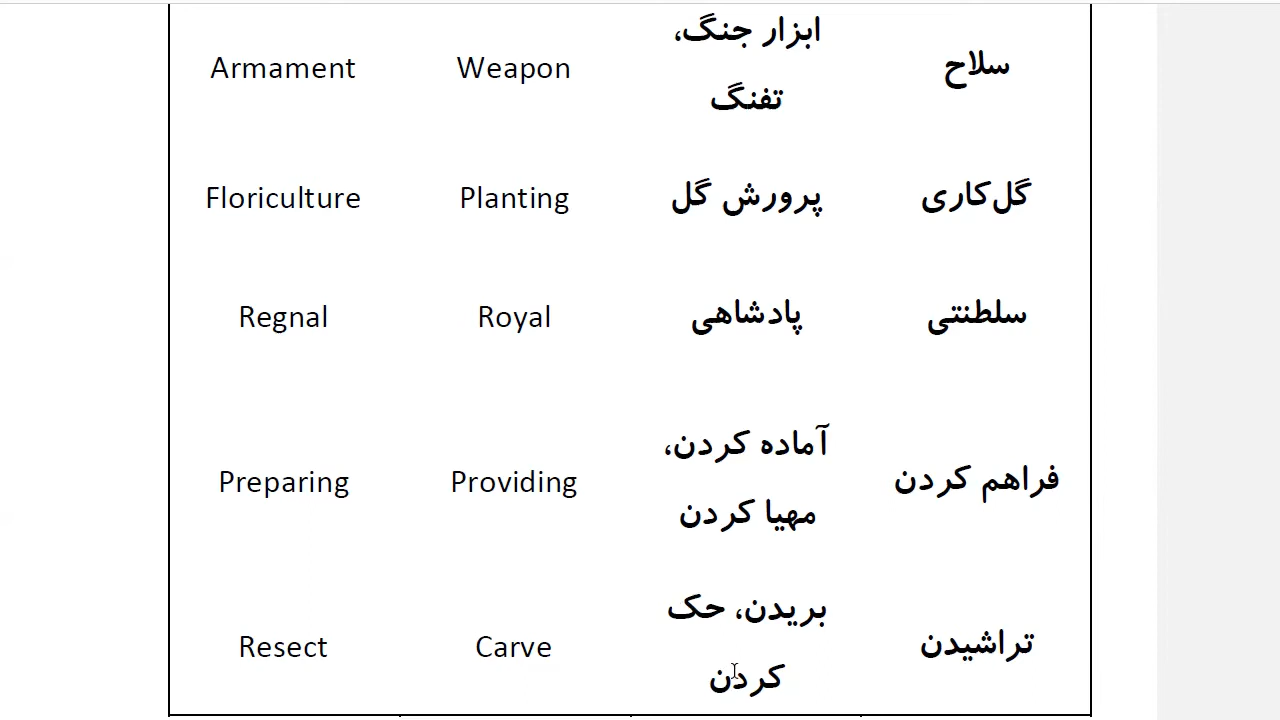 Armament Weapon ابزار جنگ، سلاح
تفنگ
Floriculture Planting پرورش گل گل‌کاری
Regnal Royal پادشاهی سلطنتی
Preparing Providing آماده کردن، فراهم کردن
مهیا کردن
Resect Carve بریدن، حک تراشیدن
کردن